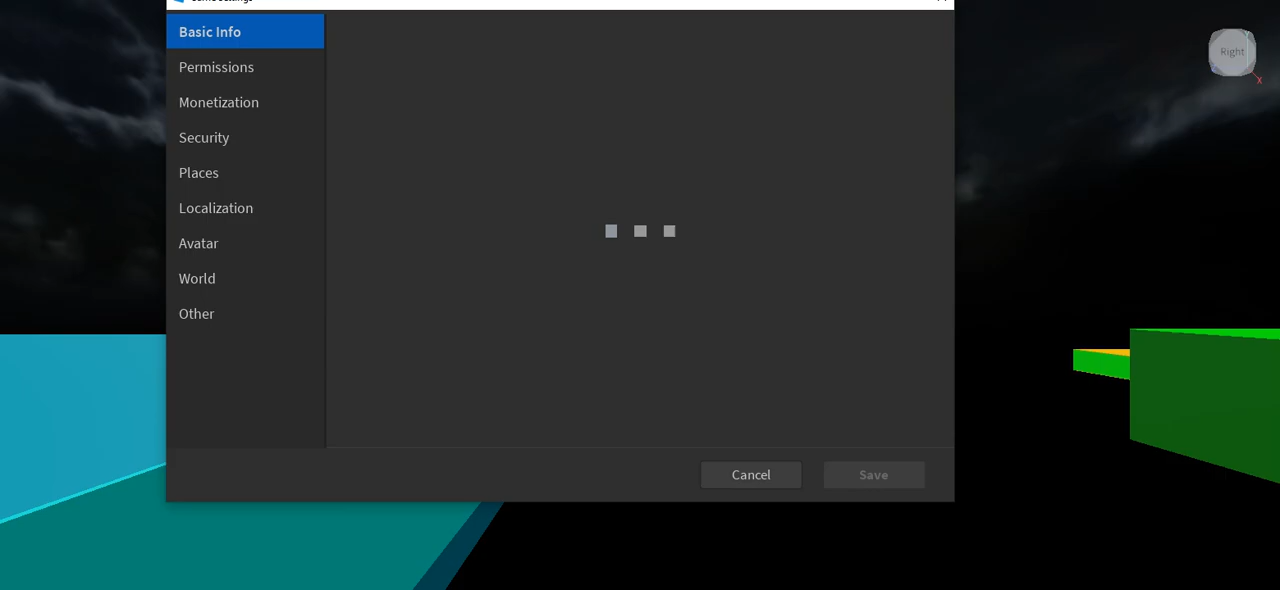 Basic Info
Permissions
Monetization
Security
Places
Localization
Avatar
World
Other
Cancel
Save
Right
X